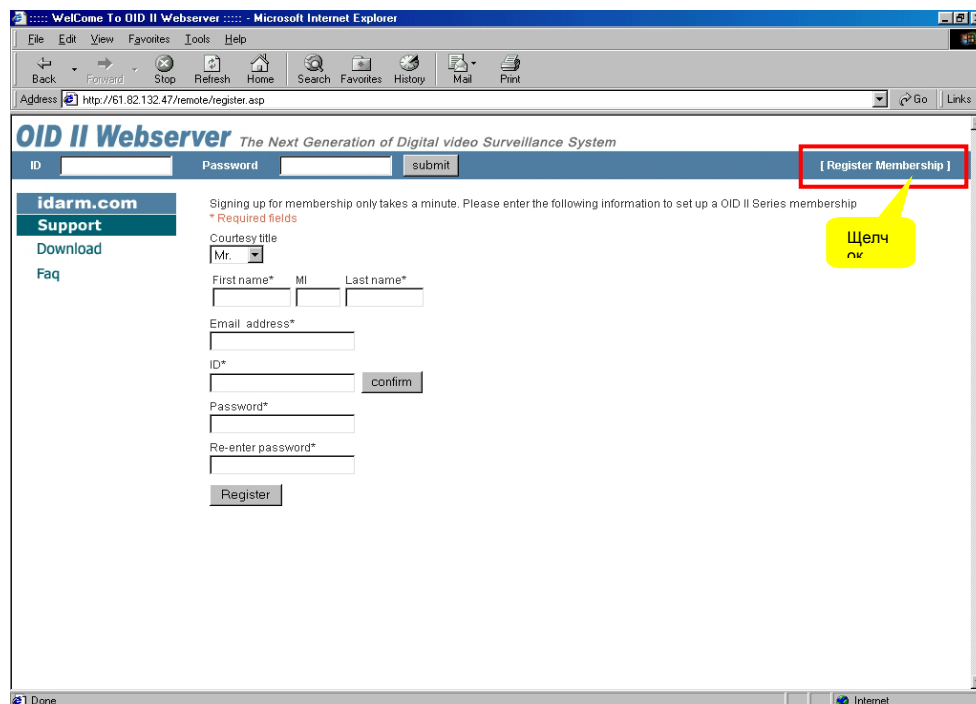 ::::: WelCome To OID II Webserver ::::: - Microsoft Internet Explorer
File Edit View Favorites Tools Help
Back Forward Stop Refresh Home Search Favorites History Mail Print
Address http://61.82.132.47/remote/register.asp Go Links
OID II Webserver The Next Generation of Digital video Surveillance System
ID Password submit [ Register Membership ]
idarm.com
Support
Download
Faq
Signing up for membership only takes a minute. Please enter the following information to set up a OID II Series membership
* Required fields
Courtesy title
Mr.
First name* MI Last name*
Email address*
ID*
confirm
Password*
Re-enter password*
Register
Щелч
ок
Done Internet